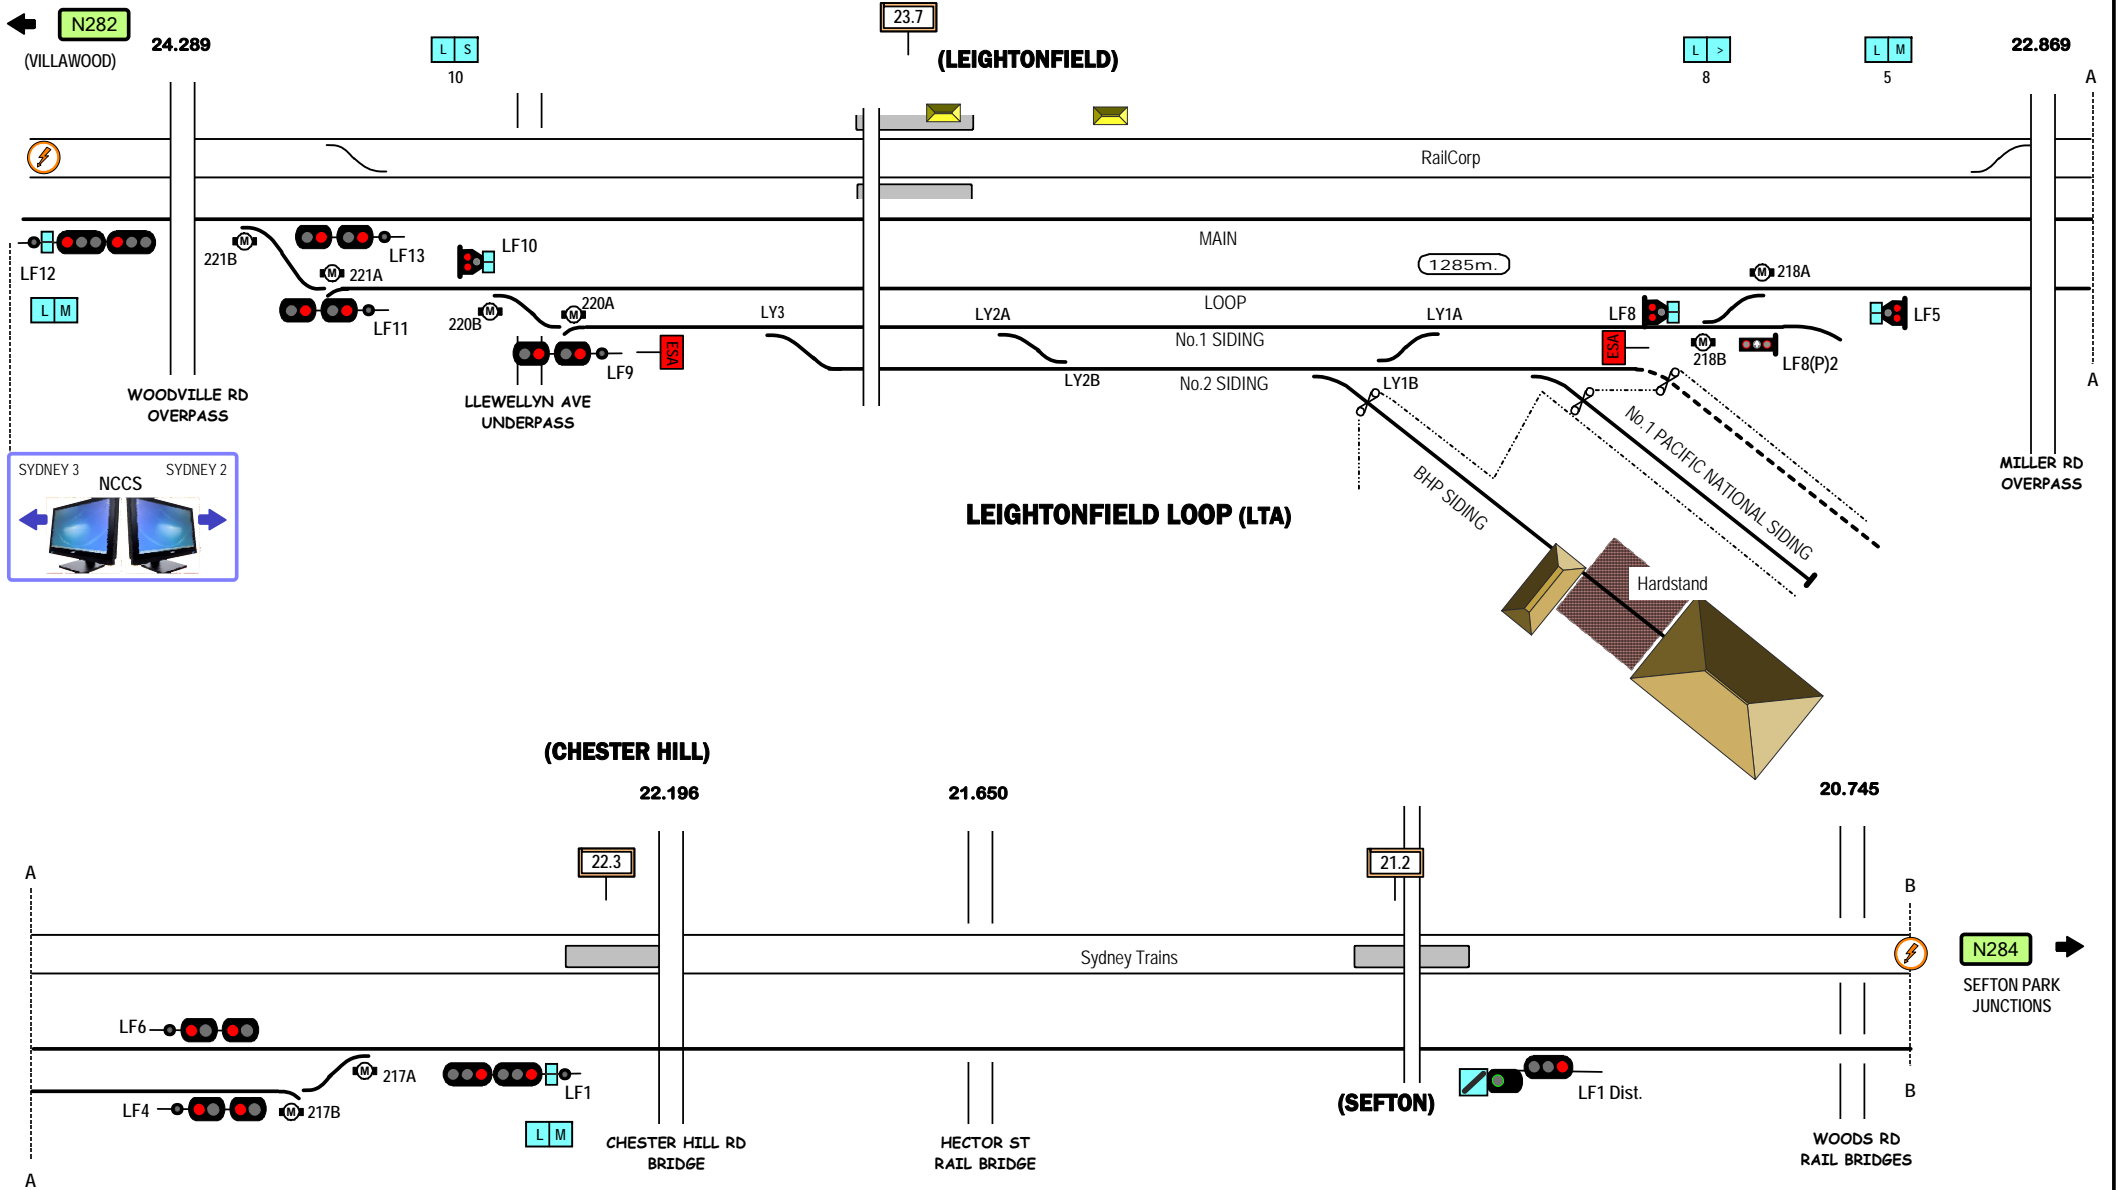 N282
(VILLAWOOD)
24.289
L S
10
23.7
(LEIGHTONFIELD)
L >
8
L M
5
22.869
A
RailCorp
LF12
L M
221B
LF13
221A
LF11
LF10
MAIN
1285m.
218A
LOOP
220B
220A
LY3
LY2A
LY1A
LF8
LF5
No.1 SIDING
ESA
LF9
ESA
218B
LF8(P)2
LY2B
No.2 SIDING
LY1B
A
WOODVILLE RD
OVERPASS
LLEWELLYN AVE
UNDERPASS
No.1 PACIFIC NATIONAL SIDING
BHP SIDING
MILLER RD
OVERPASS
SYDNEY 3
SYDNEY 2
NCCS
LEIGHTONFIELD LOOP (LTA)
Hardstand
(CHESTER HILL)
22.196
21.650
20.745
22.3
21.2
A
B
Sydney Trains
N284
SEFTON PARK
JUNCTIONS
LF6
217A
LF4
217B
LF1
L M
LF1 Dist.
(SEFTON)
B
CHESTER HILL RD
BRIDGE
HECTOR ST
RAIL BRIDGE
WOODS RD
RAIL BRIDGES
A
M
M
M
M
M
M
M
M